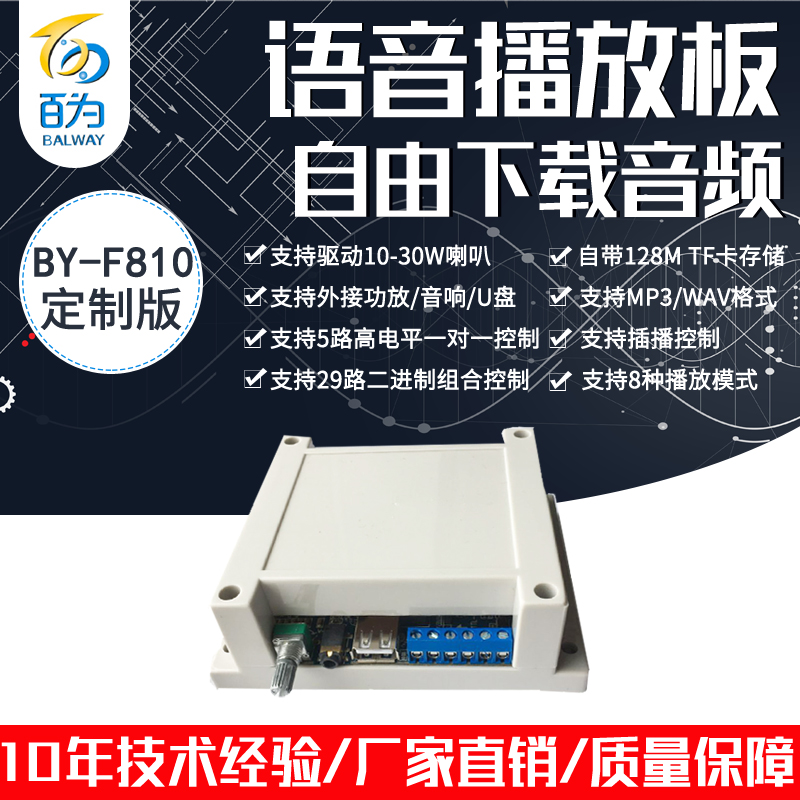 百为
BALWAY
语音播放板
自由下载音频
BY-F810
定制版
支持驱动10-30W喇叭
自带128M TF卡存储
支持外接功放/音响/U盘
支持MP3/WAV格式
支持5路高电平一对一控制
支持插播控制
支持29路二进制组合控制
支持8种播放模式
10年技术经验/厂家直销/质量保障